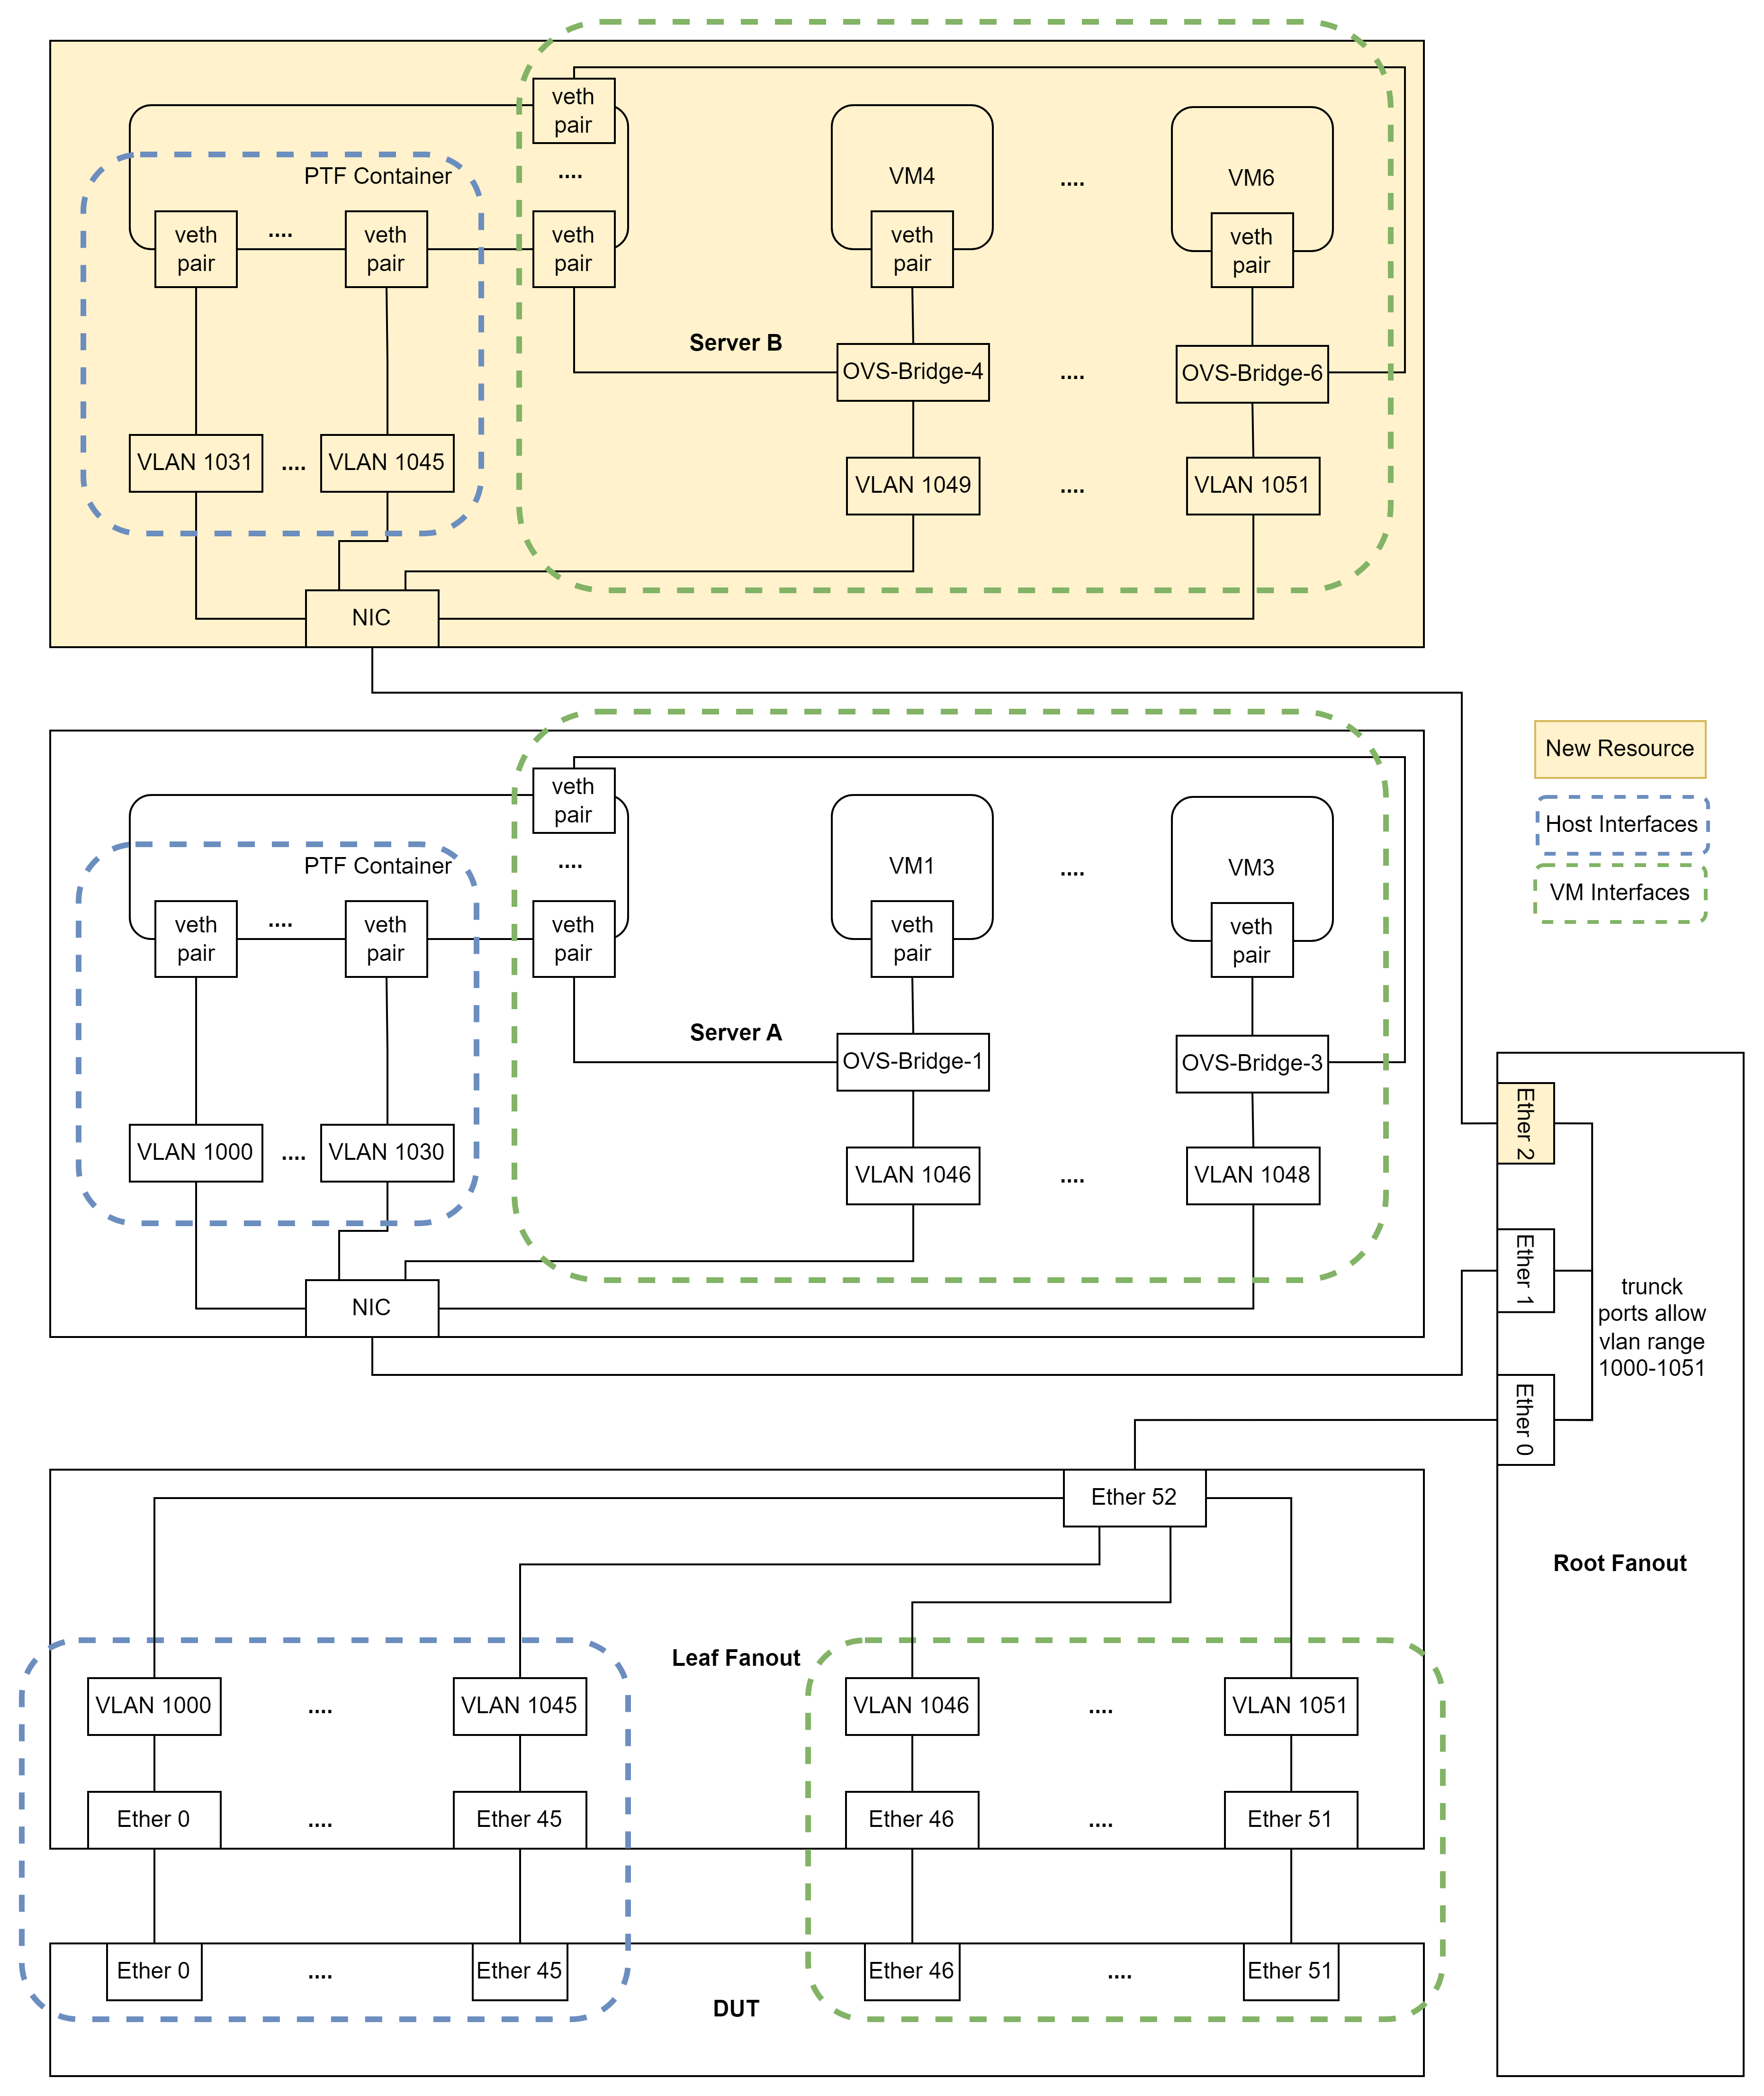 veth
pair
....
PTF Container
VM4
....
VM6
veth
pair
....
veth
pair
veth
pair
veth
pair
veth
pair
Server B
OVS-Bridge-4
....
OVS-Bridge-6
VLAN 1031
....
VLAN 1045
VLAN 1049
....
VLAN 1051
NIC
New Resource
Host Interfaces
VM Interfaces
veth
pair
....
PTF Container
VM1
....
VM3
veth
pair
....
veth
pair
veth
pair
veth
pair
veth
pair
Server A
OVS-Bridge-1
OVS-Bridge-3
VLAN 1000
....
VLAN 1030
VLAN 1046
....
VLAN 1048
NIC
Ether 2
Ether 1
Ether 0
trunck
ports allow
vlan range
1000-1051
Root Fanout
Ether 52
Leaf Fanout
VLAN 1000
....
VLAN 1045
VLAN 1046
....
VLAN 1051
Ether 0
....
Ether 45
Ether 46
....
Ether 51
Ether 0
....
Ether 45
Ether 46
....
Ether 51
DUT